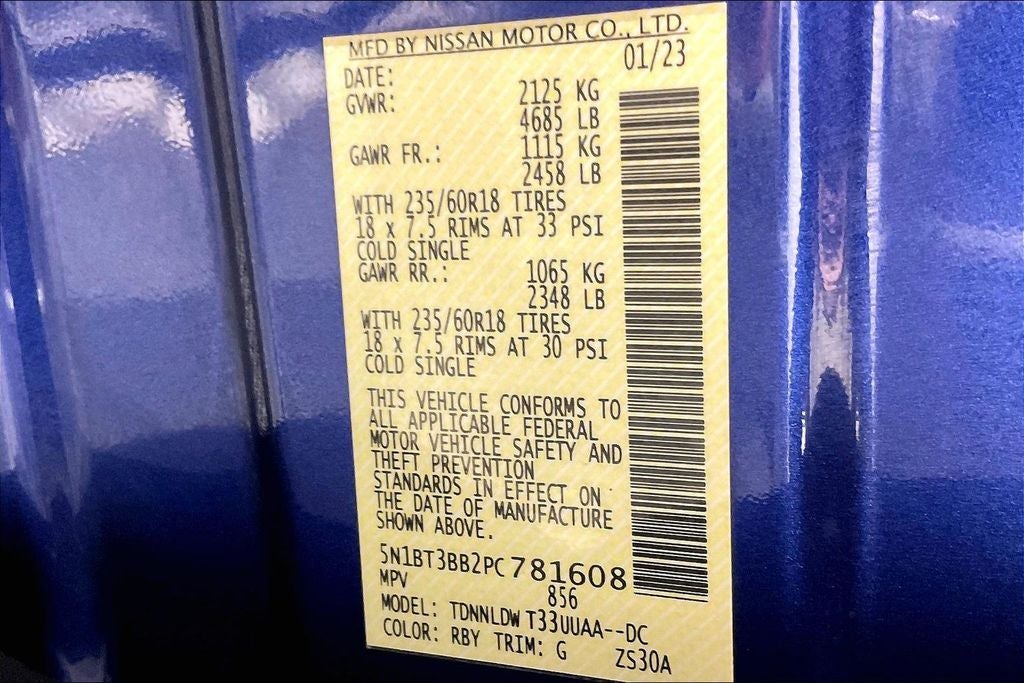 MFD BY NISSAN MOTOR CO., LTD.
DATE: 01/23
GVWR: 2125 KG
4685 LB
GAWR FR.: 1115 KG
2458 LB
WITH 235/60R18 TIRES
18 x 7.5 RIMS AT 33 PSI
COLD SINGLE
GAWR RR.: 1065 KG
2348 LB
WITH 235/60R18 TIRES
18 x 7.5 RIMS AT 30 PSI
COLD SINGLE
THIS VEHICLE CONFORMS TO
ALL APPLICABLE FEDERAL
MOTOR VEHICLE SAFETY AND
THEFT PREVENTION
STANDARDS IN EFFECT ON
THE DATE OF MANUFACTURE
SHOWN ABOVE.
5N1BT3BB2PC781608
MPV 856
MODEL: TDNNLDW T33UUAA--DC
COLOR: RBY TRIM: G ZS30A